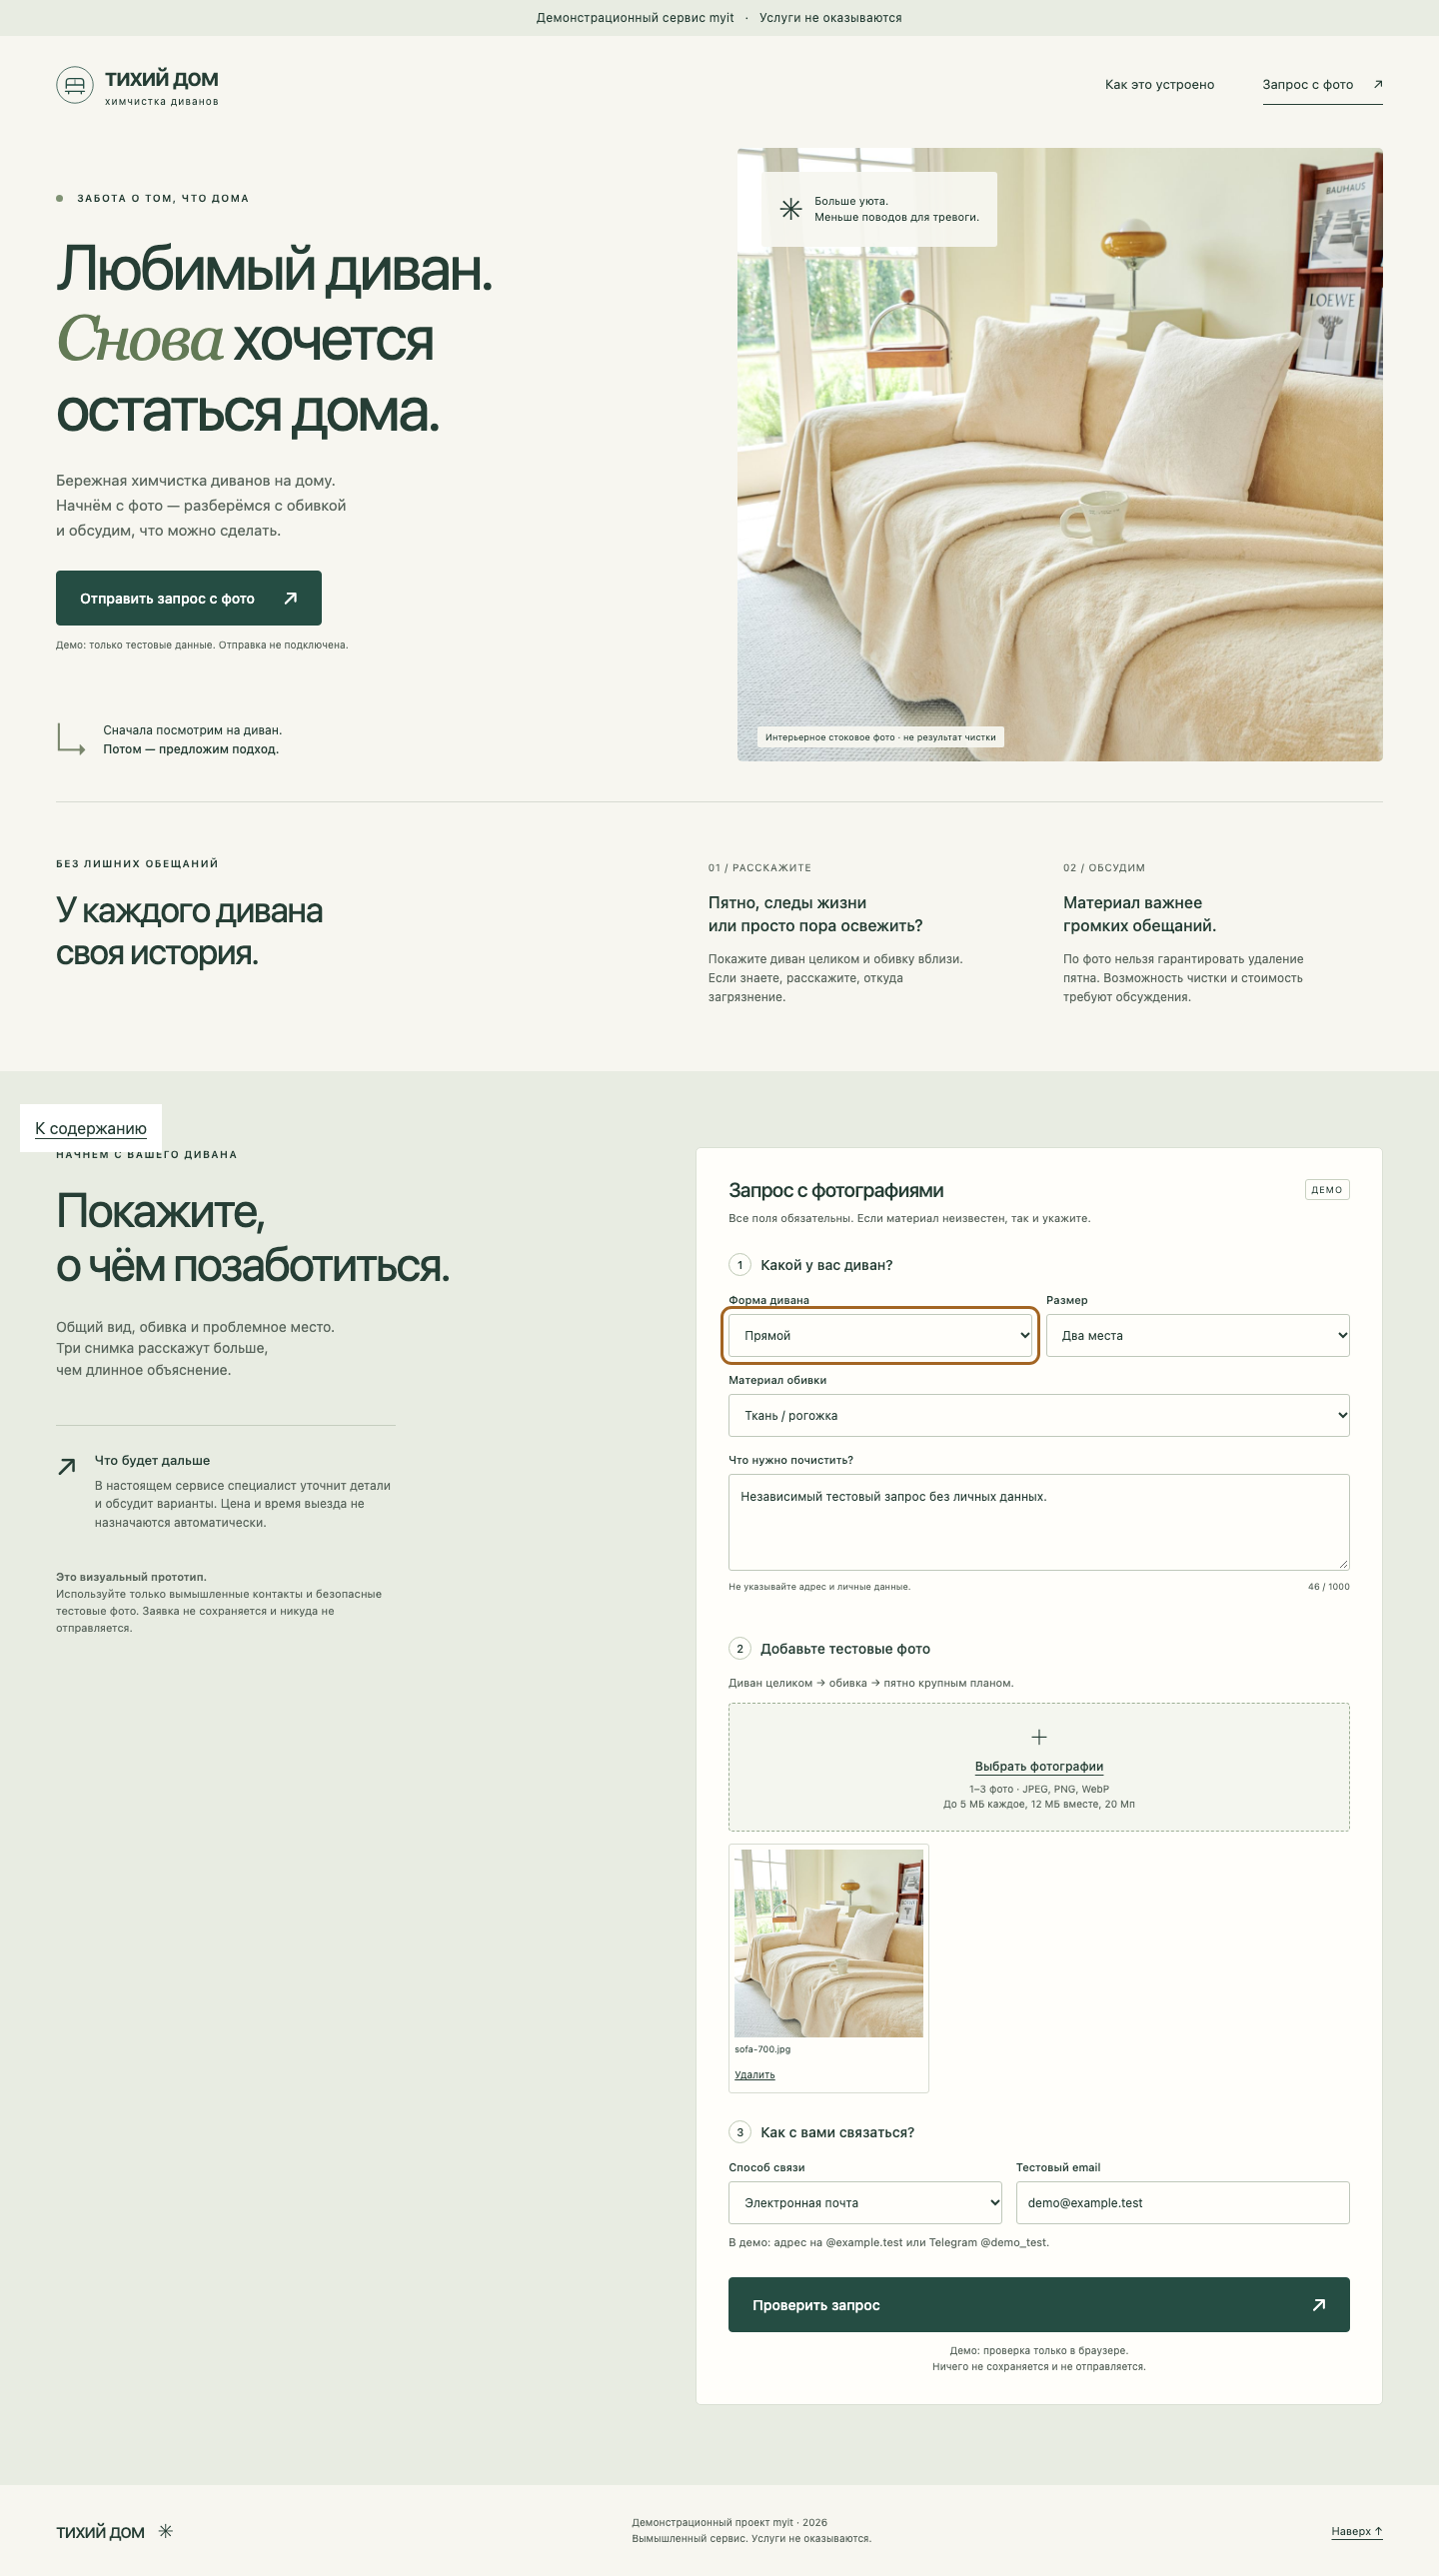 Демонстрационный сервис myit · Услуги не оказываются
ТИХИЙ ДОМ
химчистка диванов
Как это устроено
Запрос с фото ↗
ЗАБОТА О ТОМ, ЧТО ДОМА
Любимый диван.
Снова хочется
остаться дома.
Бережная химчистка диванов на дому.
Начнём с фото — разберёмся с обивкой
и обсудим, что можно сделать.
Отправить запрос с фото ↗
Демо: только тестовые данные. Отправка не подключена.
Сначала посмотрим на диван.
Потом — предложим подход.
Больше уюта.
Меньше поводов для тревоги.
BAUHAUS
LOEWE
Интерьерное стоковое фото · не результат чистки
БЕЗ ЛИШНИХ ОБЕЩАНИЙ
У каждого дивана
своя история.
01 / РАССКАЖИТЕ
Пятно, следы жизни
или просто пора освежить?
Покажите диван целиком и обивку вблизи.
Если знаете, расскажите, откуда
загрязнение.
02 / ОБСУДИМ
Материал важнее
громких обещаний.
По фото нельзя гарантировать удаление
пятна. Возможность чистки и стоимость
требуют обсуждения.
К содержанию
НАЧНЁМ С ВАШЕГО ДИВАНА
Покажите,
о чём позаботиться.
Общий вид, обивка и проблемное место.
Три снимка расскажут больше,
чем длинное объяснение.
Что будет дальше
В настоящем сервисе специалист уточнит детали
и обсудит варианты. Цена и время выезда не
назначаются автоматически.
Это визуальный прототип.
Используйте только вымышленные контакты и безопасные
тестовые фото. Заявка не сохраняется и никуда не
отправляется.
Запрос с фотографиями
ДЕМО
Все поля обязательны. Если материал неизвестен, так и укажите.
1 Какой у вас диван?
Форма дивана
Прямой
Размер
Два места
Материал обивки
Ткань / рогожка
Что нужно почистить?
Независимый тестовый запрос без личных данных.
Не указывайте адрес и личные данные.
46 / 1000
2 Добавьте тестовые фото
Диван целиком → обивка → пятно крупным планом.
Выбрать фотографии
1–3 фото · JPEG, PNG, WebP
До 5 МБ каждое, 12 МБ вместе, 20 Мп
sofa-700.jpg
Удалить
3 Как с вами связаться?
Способ связи
Электронная почта
Тестовый email
demo@example.test
В демо: адрес на @example.test или Telegram @demo_test.
Проверить запрос ↗
Демо: проверка только в браузере.
Ничего не сохраняется и не отправляется.
ТИХИЙ ДОМ
Демонстрационный проект myit · 2026
Вымышленный сервис. Услуги не оказываются.
Наверх ↑